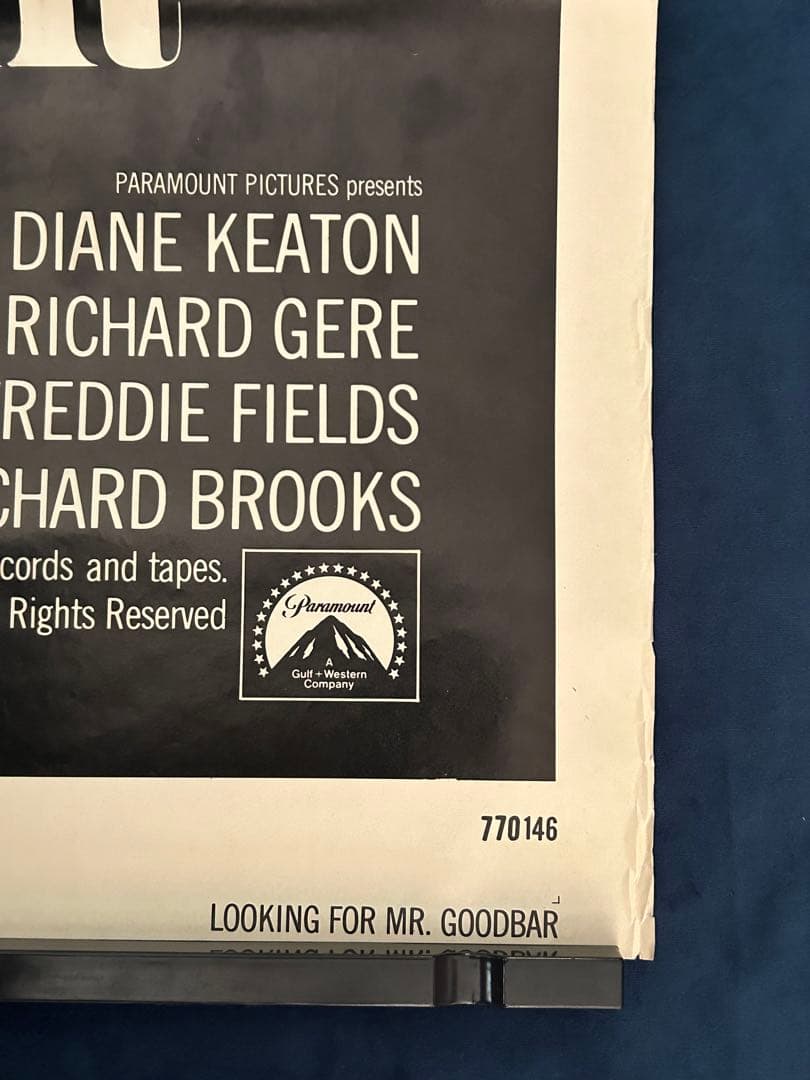 PARAMOUNT PICTURES presents
DIANE KEATON
RICHARD GERE
REDDIE FIELDS
CHARD BROOKS
cords and tapes.
Rights Reserved
Paramount
A
Gulf+Western
Company
770146
LOOKING FOR MR. GOODBAR